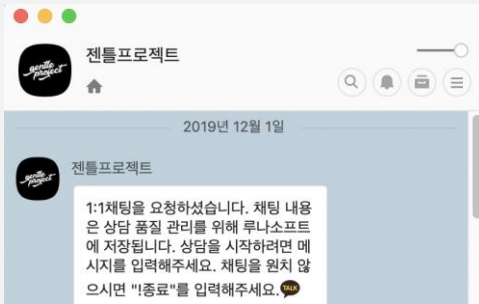 gentle
project
젠틀프로젝트
2019년 12월 1일
gentle
project
젠틀프로젝트
1:1채팅을 요청하셨습니다. 채팅 내용
은 상담 품질 관리를 위해 루나소프트
에 저장됩니다. 상담을 시작하려면 메
시지를 입력해주세요. 채팅을 원치 않
으시면 "!종료"를 입력해주세요.
TALK